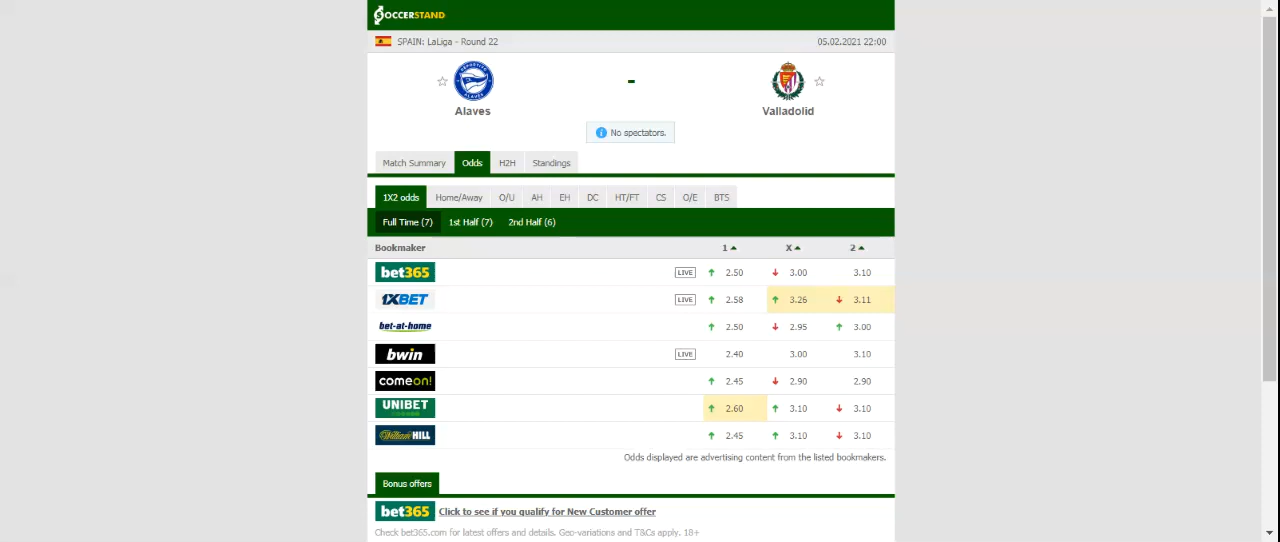 SOCCERSTAND
SPAIN: LaLiga - Round 22 05.02.2021 22:00
Alaves - Valladolid
No spectators.
Match Summary Odds H2H Standings
1X2 odds Home/Away O/U AH EH DC HT/FT CS O/E BTS
Full Time (7) 1st Half (7) 2nd Half (6)
Bookmaker 1 X 2
bet365 LIVE 2.50 3.00 3.10
1XBET LIVE 2.58 3.26 3.11
bet-at-home 2.50 2.95 3.00
bwin LIVE 2.40 3.00 3.10
comeon! 2.45 2.90 2.90
UNIBET 2.60 3.10 3.10
William HILL 2.45 3.10 3.10
Odds displayed are advertising content from the listed bookmakers.
Bonus offers
bet365 Click to see if you qualify for New Customer offer
Check bet365.com for latest offers and details. Geo-variations and T&Cs apply. 18+